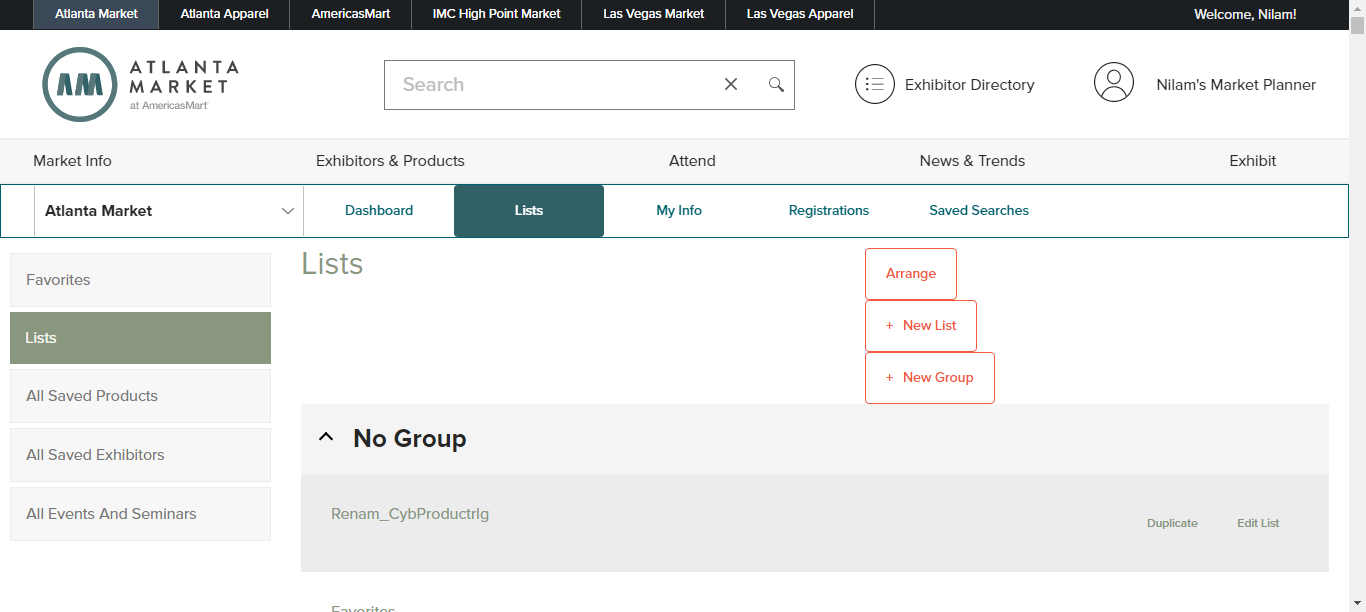 Atlanta Market Atlanta Apparel AmericasMart IMC High Point Market Las Vegas Market Las Vegas Apparel Welcome, Nilam!
AM ATLANTA
MARKET
at AmericasMart
Search Exhibitor Directory Nilam's Market Planner
Market Info Exhibitors & Products Attend News & Trends Exhibit
Atlanta Market Dashboard Lists My Info Registrations Saved Searches
Favorites
Lists
All Saved Products
All Saved Exhibitors
All Events And Seminars
Lists
Arrange
+ New List
+ New Group
No Group
Renam_CybProductrlg
Duplicate Edit List
Favorites